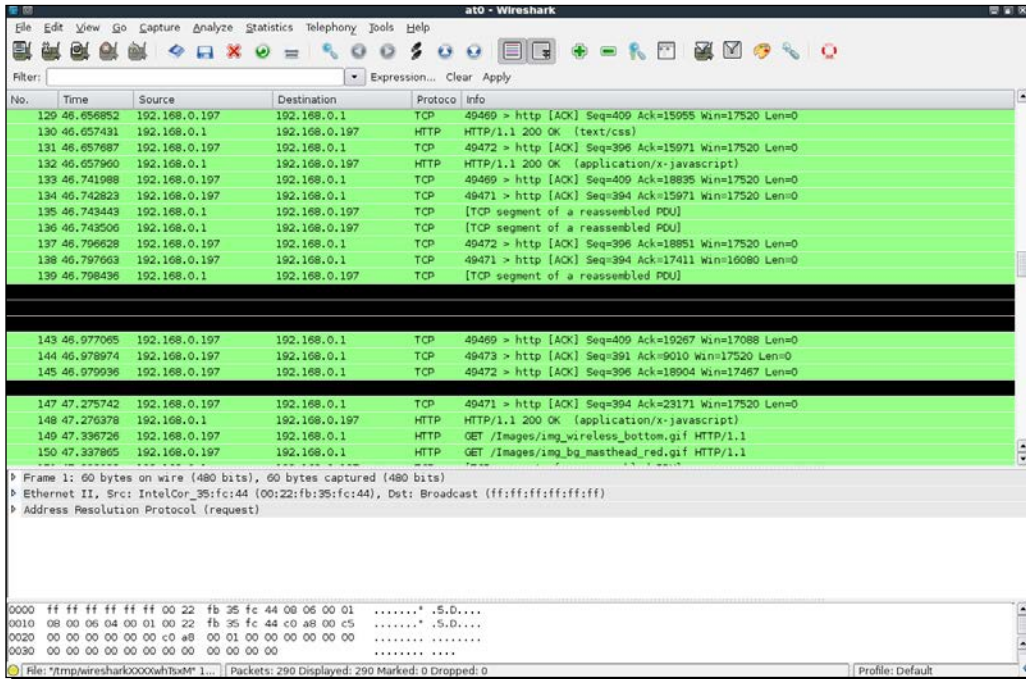 at0 - Wireshark
File Edit View Go Capture Analyze Statistics Telephony Tools Help
Filter: Expression... Clear Apply
No. Time Source Destination Protoco Info
129 46.656852 192.168.0.197 192.168.0.1 TCP 49469 > http [ACK] Seq=409 Ack=15955 Win=17520 Len=0
130 46.657431 192.168.0.1 192.168.0.197 HTTP HTTP/1.1 200 OK (text/css)
131 46.657687 192.168.0.197 192.168.0.1 TCP 49472 > http [ACK] Seq=396 Ack=15971 Win=17520 Len=0
132 46.657960 192.168.0.1 192.168.0.197 HTTP HTTP/1.1 200 OK (application/x-javascript)
133 46.741988 192.168.0.197 192.168.0.1 TCP 49469 > http [ACK] Seq=409 Ack=18835 Win=17520 Len=0
134 46.742823 192.168.0.197 192.168.0.1 TCP 49471 > http [ACK] Seq=394 Ack=15971 Win=17520 Len=0
135 46.743443 192.168.0.1 192.168.0.197 TCP [TCP segment of a reassembled PDU]
136 46.743506 192.168.0.1 192.168.0.197 TCP [TCP segment of a reassembled PDU]
137 46.796628 192.168.0.197 192.168.0.1 TCP 49472 > http [ACK] Seq=396 Ack=18851 Win=17520 Len=0
138 46.797663 192.168.0.197 192.168.0.1 TCP 49471 > http [ACK] Seq=394 Ack=17411 Win=16080 Len=0
139 46.798436 192.168.0.1 192.168.0.197 TCP [TCP segment of a reassembled PDU]
143 46.977065 192.168.0.197 192.168.0.1 TCP 49469 > http [ACK] Seq=409 Ack=19267 Win=17088 Len=0
144 46.978974 192.168.0.197 192.168.0.1 TCP 49473 > http [ACK] Seq=391 Ack=9010 Win=17520 Len=0
145 46.979936 192.168.0.197 192.168.0.1 TCP 49472 > http [ACK] Seq=396 Ack=18904 Win=17467 Len=0
147 47.275742 192.168.0.197 192.168.0.1 TCP 49471 > http [ACK] Seq=394 Ack=23171 Win=17520 Len=0
148 47.276378 192.168.0.1 192.168.0.197 HTTP HTTP/1.1 200 OK (application/x-javascript)
149 47.336726 192.168.0.197 192.168.0.1 HTTP GET /Images/img_wireless_bottom.gif HTTP/1.1
150 47.337865 192.168.0.197 192.168.0.1 HTTP GET /Images/img_bg_masthead_red.gif HTTP/1.1
Frame 1: 60 bytes on wire (480 bits), 60 bytes captured (480 bits)
Ethernet II, Src: IntelCor_35:fc:44 (00:22:fb:35:fc:44), Dst: Broadcast (ff:ff:ff:ff:ff:ff)
Address Resolution Protocol (request)
0000 ff ff ff ff ff ff 00 22 fb 35 fc 44 08 06 00 01 ......." .5.D....
0010 08 00 06 04 00 01 00 22 fb 35 fc 44 c0 a8 00 c5 ......." .5.D....
0020 00 00 00 00 00 00 c0 a8 00 01 00 00 00 00 00 00 ........ ........
0030 00 00 00 00 00 00 00 00 00 00 00 00 ........ ....
File: "/tmp/wiresharkXXXXwhTsxM" 1... Packets: 290 Displayed: 290 Marked: 0 Dropped: 0 Profile: Default